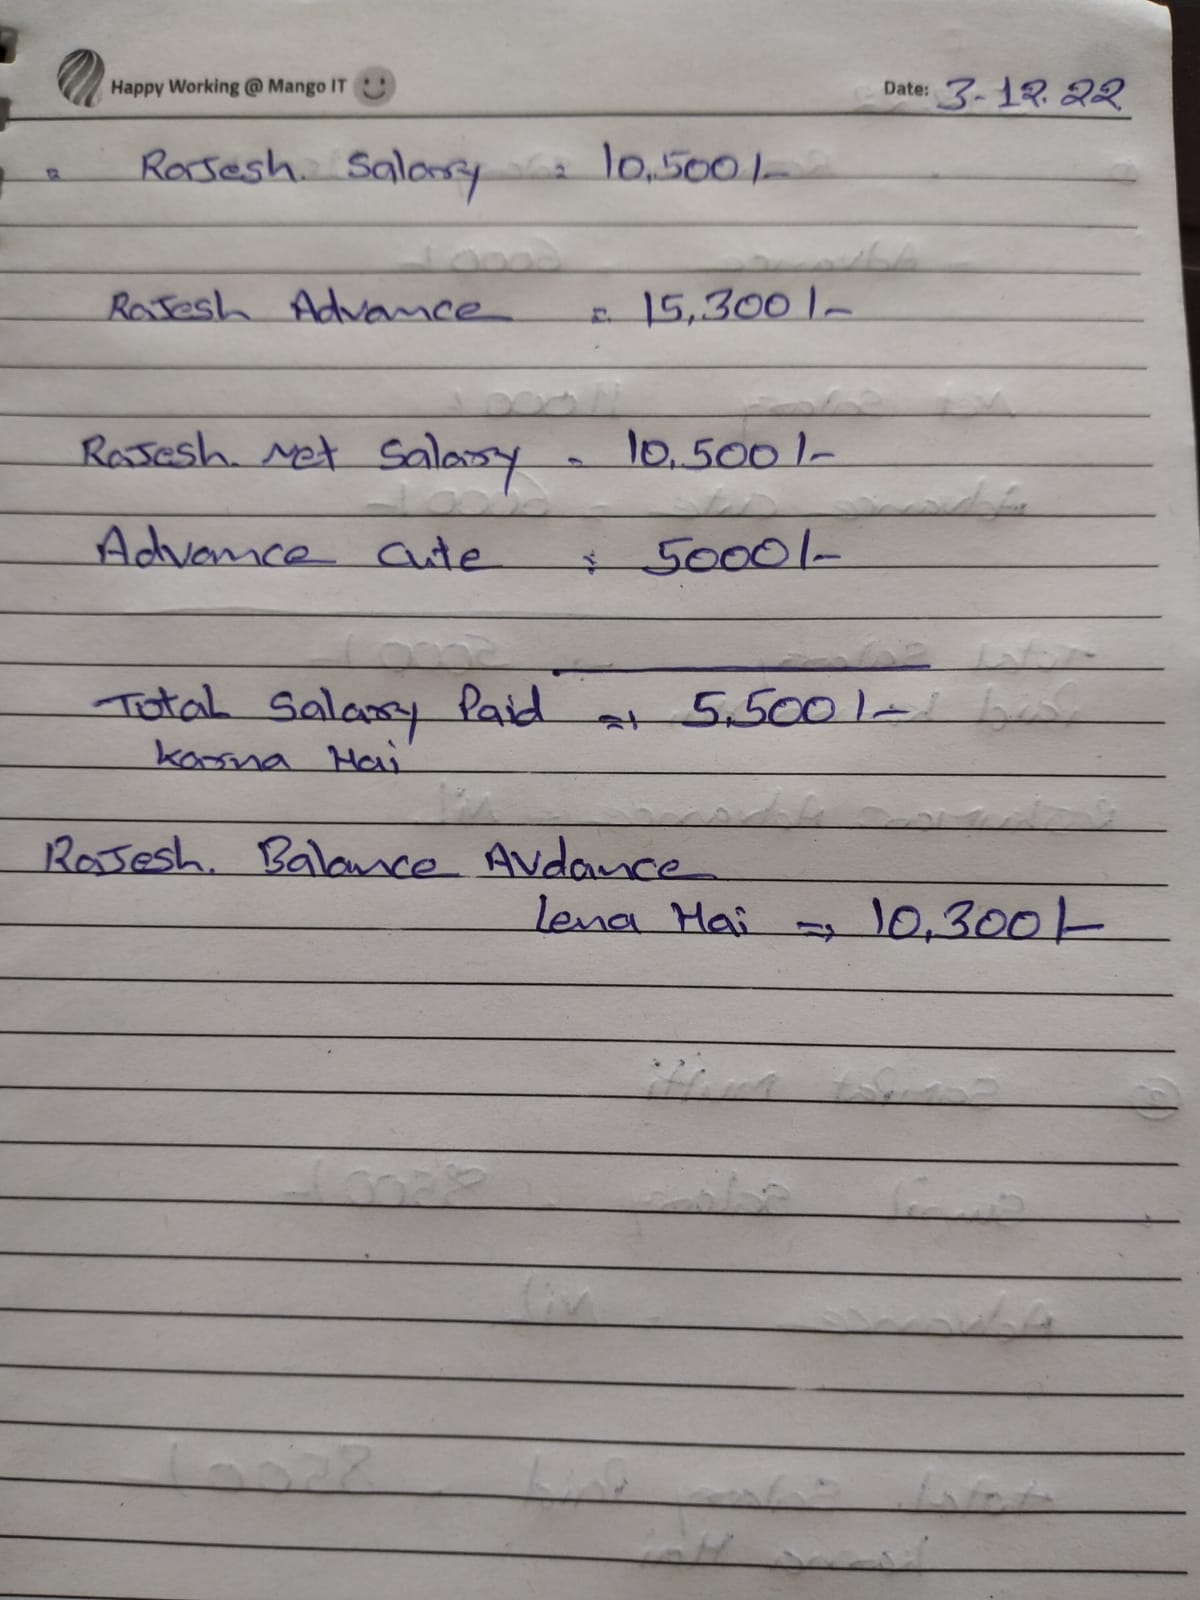 Happy Working @ Mango IT
Date: 3-12.22
Rajesh. Salary = 10,500/-
Rajesh Advance = 15,300/-
Rajesh. Net Salary - 10,500/-
Advance Cute : 5000/-
Total Salary Paid => 5,500/-
Karna Hai
Rajesh. Balance Avdance
Lena Hai => 10,300/-